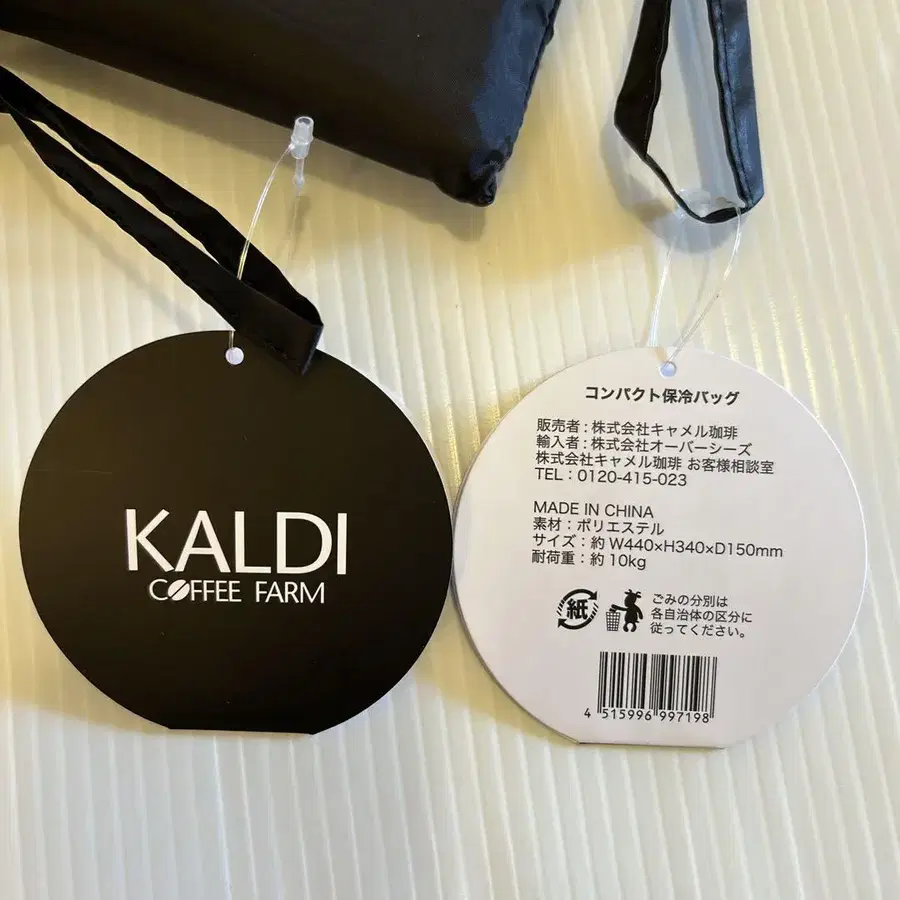 KALDI
COFFEE FARM
コンパクト保冷バッグ
販売者：株式会社キャメル珈琲
輸入者：株式会社オーバーシーズ
株式会社キャメル珈琲 お客様相談室
TEL：0120-415-023
MADE IN CHINA
素材：ポリエステル
サイズ：約 W440×H340×D150mm
耐荷重：約10kg
紙
ごみの分別は
各自治体の区分に
従ってください。
4 515996 997198